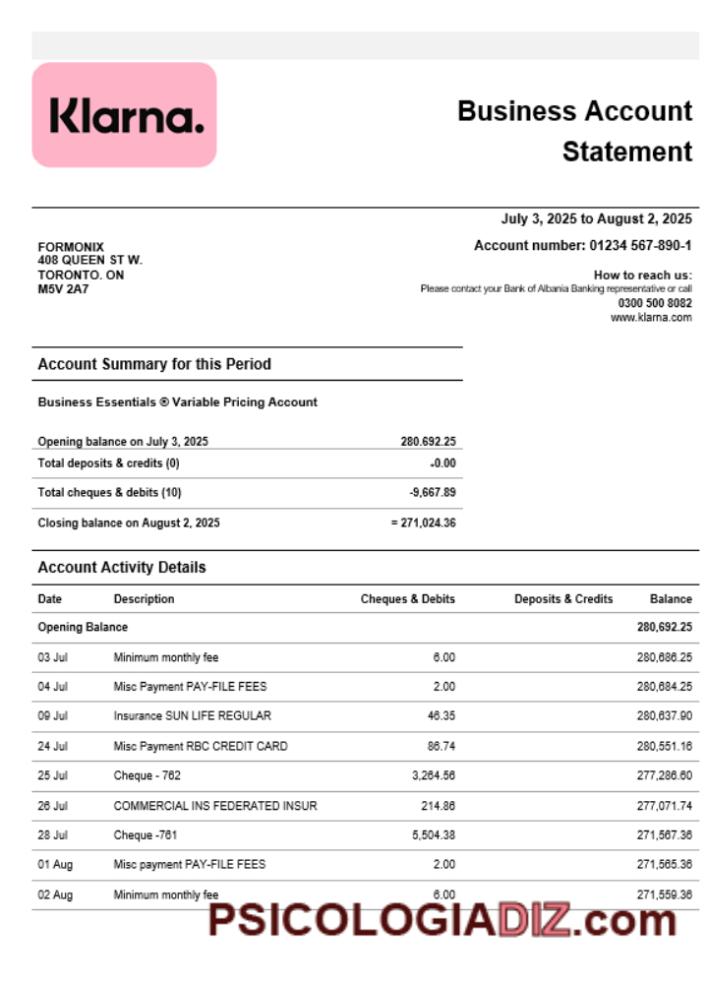 Klarna.
Business Account
Statement
July 3, 2025 to August 2, 2025
Account number: 01234 567-890-1
FORMONIX
408 QUEEN ST W.
TORONTO. ON
M5V 2A7
How to reach us:
Please contact your Bank of Albania Banking representative or call
0300 500 8082
www.klarna.com
Account Summary for this Period
Business Essentials ® Variable Pricing Account
Opening balance on July 3, 2025 280.692.25
Total deposits & credits (0) -0.00
Total cheques & debits (10) -9,667.89
Closing balance on August 2, 2025 = 271,024.36
Account Activity Details
Date Description Cheques & Debits Deposits & Credits Balance
Opening Balance 280,692.25
03 Jul Minimum monthly fee 6.00 280,686.25
04 Jul Misc Payment PAY-FILE FEES 2.00 280,684.25
09 Jul Insurance SUN LIFE REGULAR 46.35 280,637.90
24 Jul Misc Payment RBC CREDIT CARD 86.74 280,551.16
25 Jul Cheque - 762 3,264.56 277,286.60
26 Jul COMMERCIAL INS FEDERATED INSUR 214.86 277,071.74
28 Jul Cheque -761 5,504.38 271,567.36
01 Aug Misc payment PAY-FILE FEES 2.00 271,565.36
02 Aug Minimum monthly fee 6.00 271,559.36
PSICOLOGIADIZ.com